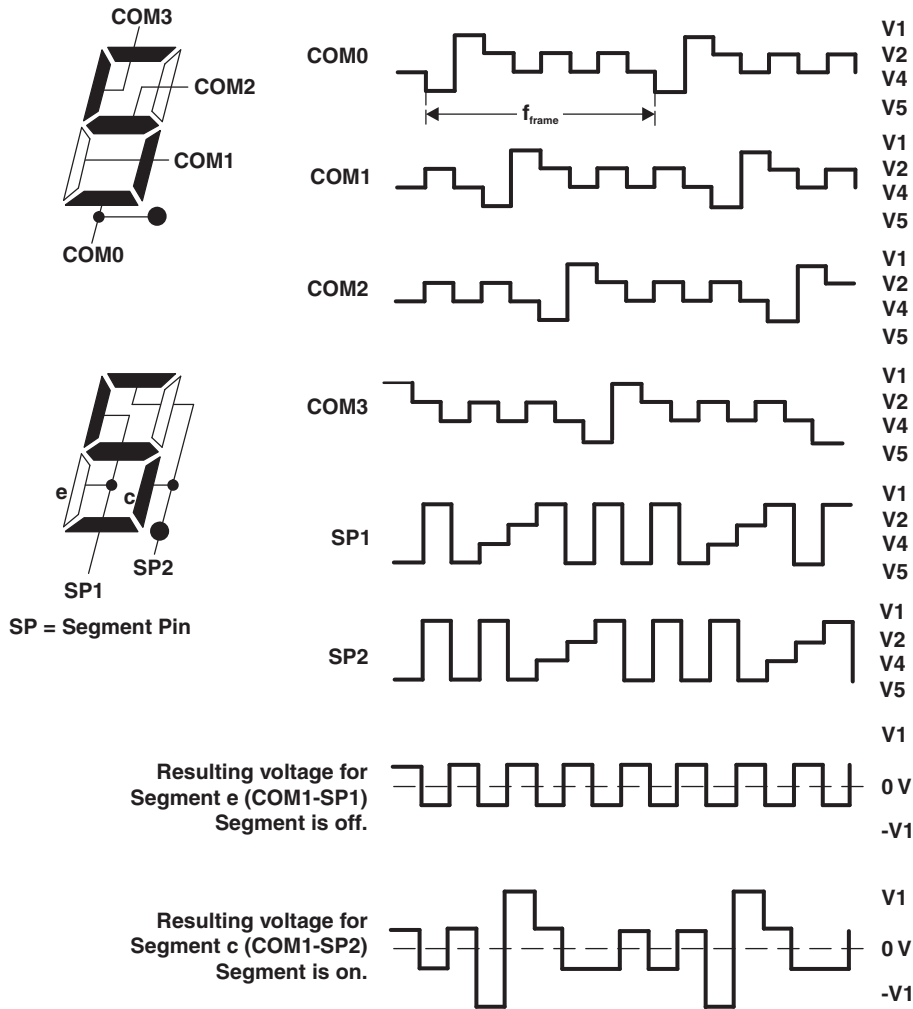 COM3
COM2
COM1
COM0
COM0
V1
V2
V4
V5
f_frame
COM1
V1
V2
V4
V5
COM2
V1
V2
V4
V5
COM3
V1
V2
V4
V5
e
c
SP1
SP2
SP = Segment Pin
SP1
V1
V2
V4
V5
SP2
V1
V2
V4
V5
Resulting voltage for
Segment e (COM1-SP1)
Segment is off.
V1
0 V
-V1
Resulting voltage for
Segment c (COM1-SP2)
Segment is on.
V1
0 V
-V1